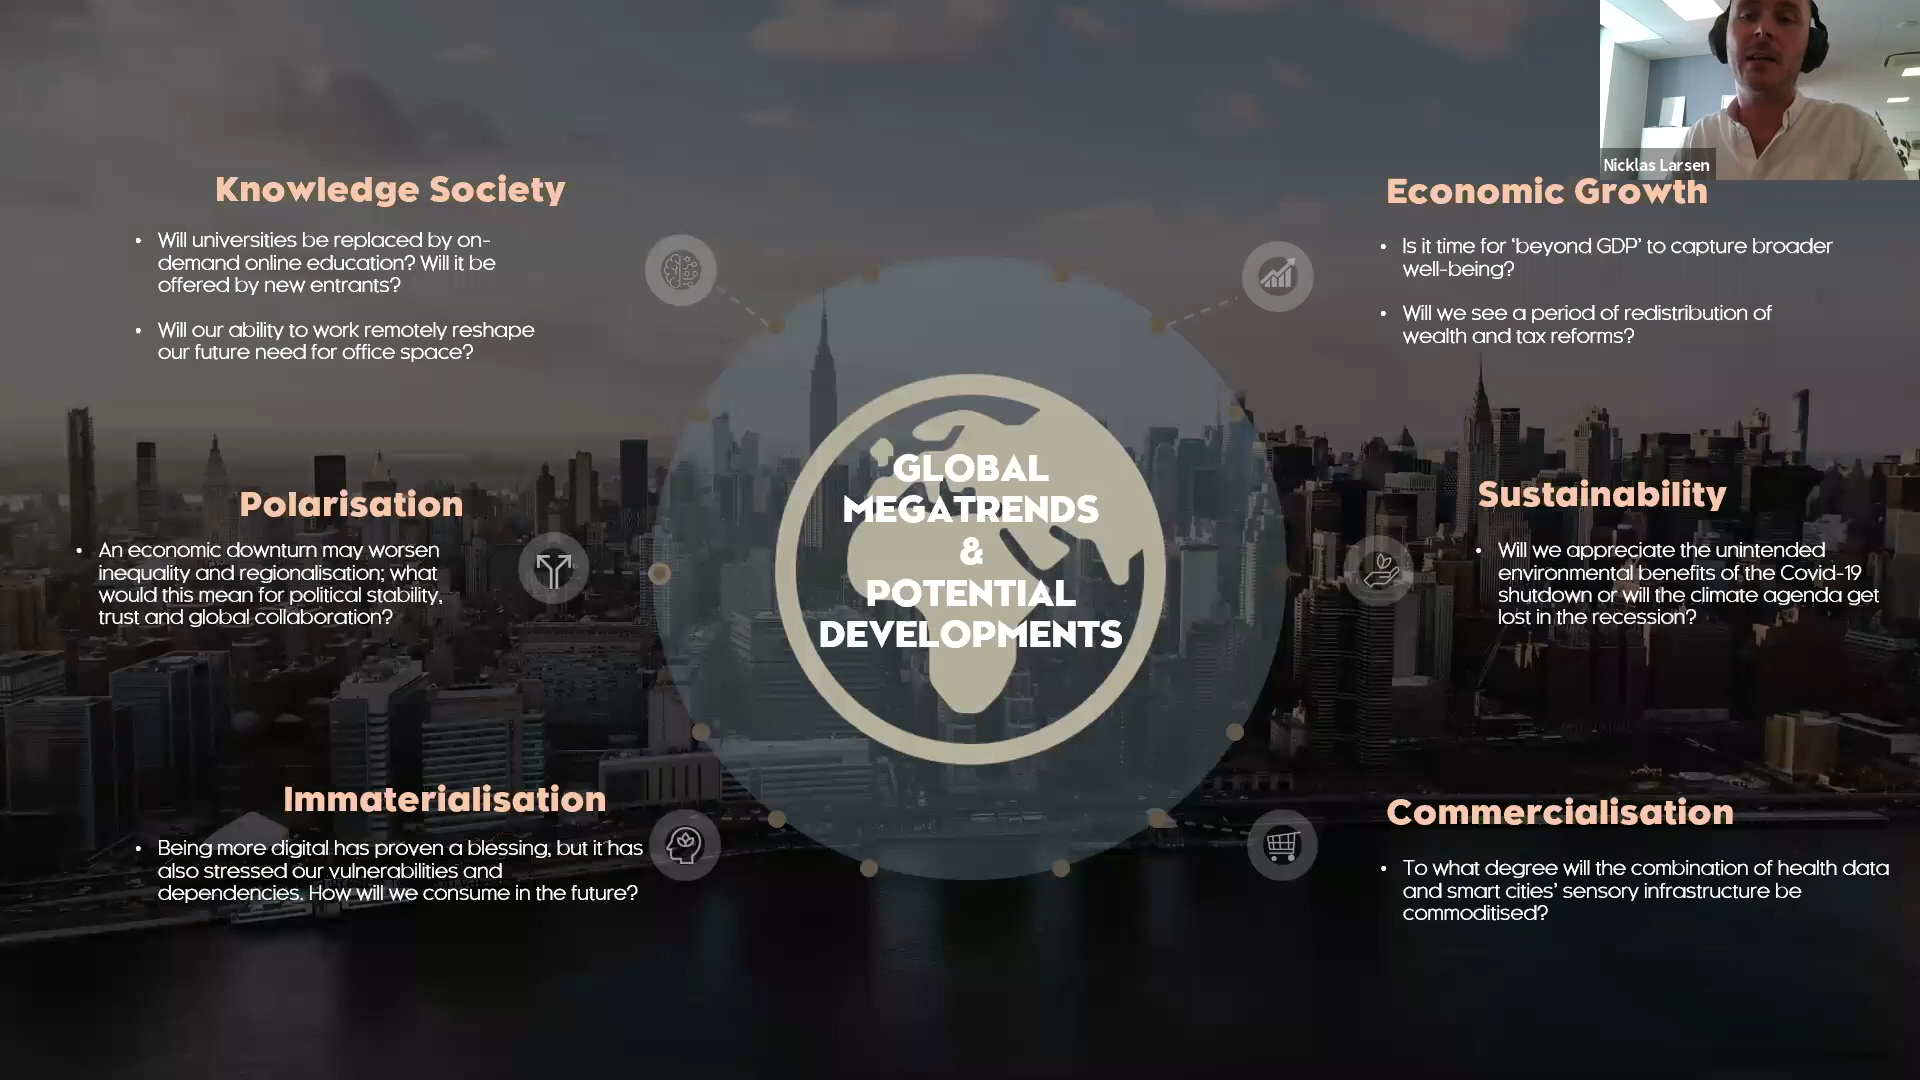 Nicklas Larsen
Knowledge Society
• Will universities be replaced by on-
demand online education? Will it be
offered by new entrants?
• Will our ability to work remotely reshape
our future need for office space?
Polarisation
• An economic downturn may worsen
inequality and regionalisation; what
would this mean for political stability,
trust and global collaboration?
Immaterialisation
• Being more digital has proven a blessing, but it has
also stressed our vulnerabilities and
dependencies. How will we consume in the future?
GLOBAL
MEGATRENDS
&
POTENTIAL
DEVELOPMENTS
Economic Growth
• Is it time for ‘beyond GDP’ to capture broader
well-being?
• Will we see a period of redistribution of
wealth and tax reforms?
Sustainability
• Will we appreciate the unintended
environmental benefits of the Covid-19
shutdown or will the climate agenda get
lost in the recession?
Commercialisation
• To what degree will the combination of health data
and smart cities’ sensory infrastructure be
commoditised?